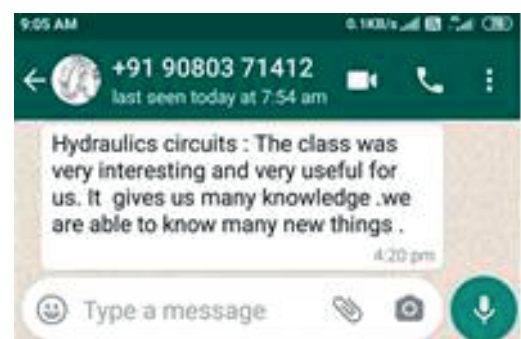 9:05 AM 0.1KB/s
+91 90803 71412
last seen today at 7:54 am
Hydraulics circuits : The class was
very interesting and very useful for
us. It gives us many knowledge .we
are able to know many new things .
4:20 pm
Type a message